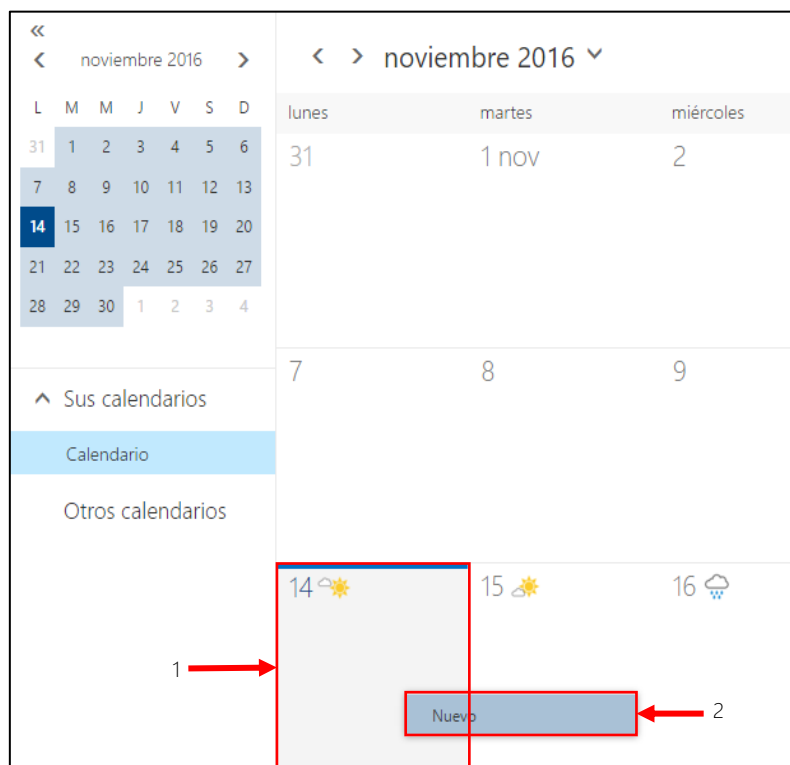 «
< noviembre 2016 >
L M M J V S D
31 1 2 3 4 5 6
7 8 9 10 11 12 13
14 15 16 17 18 19 20
21 22 23 24 25 26 27
28 29 30 1 2 3 4
Sus calendarios
Calendario
Otros calendarios
< > noviembre 2016
lunes martes miércoles
31 1 nov 2
7 8 9
14 15 16
1
Nuevo
2